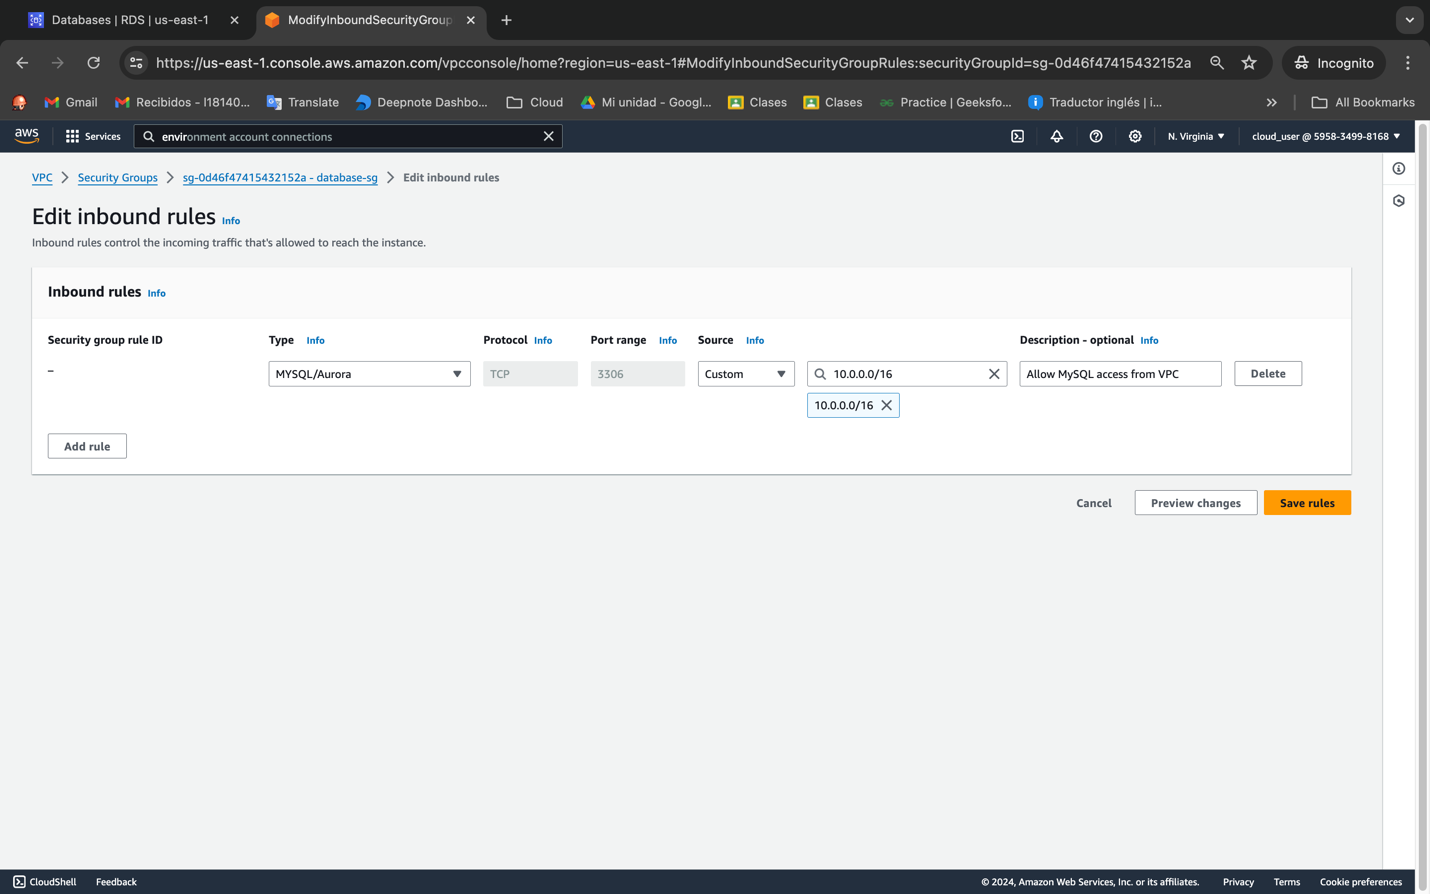 Databases | RDS | us-east-1
ModifyInboundSecurityGroup
https://us-east-1.console.aws.amazon.com/vpcconsole/home?region=us-east-1#ModifyInboundSecurityGroupRules:securityGroupId=sg-0d46f47415432152a
Incognito
Gmail
Recibidos - l18140...
Translate
Deepnote Dashbo...
Cloud
Mi unidad - Googl...
Clases
Clases
Practice | Geeksfo...
Traductor inglés | i...
All Bookmarks
aws
Services
environment account connections
N. Virginia
cloud_user @ 5958-3499-8168
VPC
Security Groups
sg-0d46f47415432152a - database-sg
Edit inbound rules
Edit inbound rules Info
Inbound rules control the incoming traffic that's allowed to reach the instance.
Inbound rules Info
Security group rule ID
Type Info
Protocol Info
Port range Info
Source Info
Description - optional Info
–
MYSQL/Aurora
TCP
3306
Custom
10.0.0.0/16
Allow MySQL access from VPC
Delete
10.0.0.0/16
Add rule
Cancel
Preview changes
Save rules
CloudShell
Feedback
© 2024, Amazon Web Services, Inc. or its affiliates.
Privacy
Terms
Cookie preferences